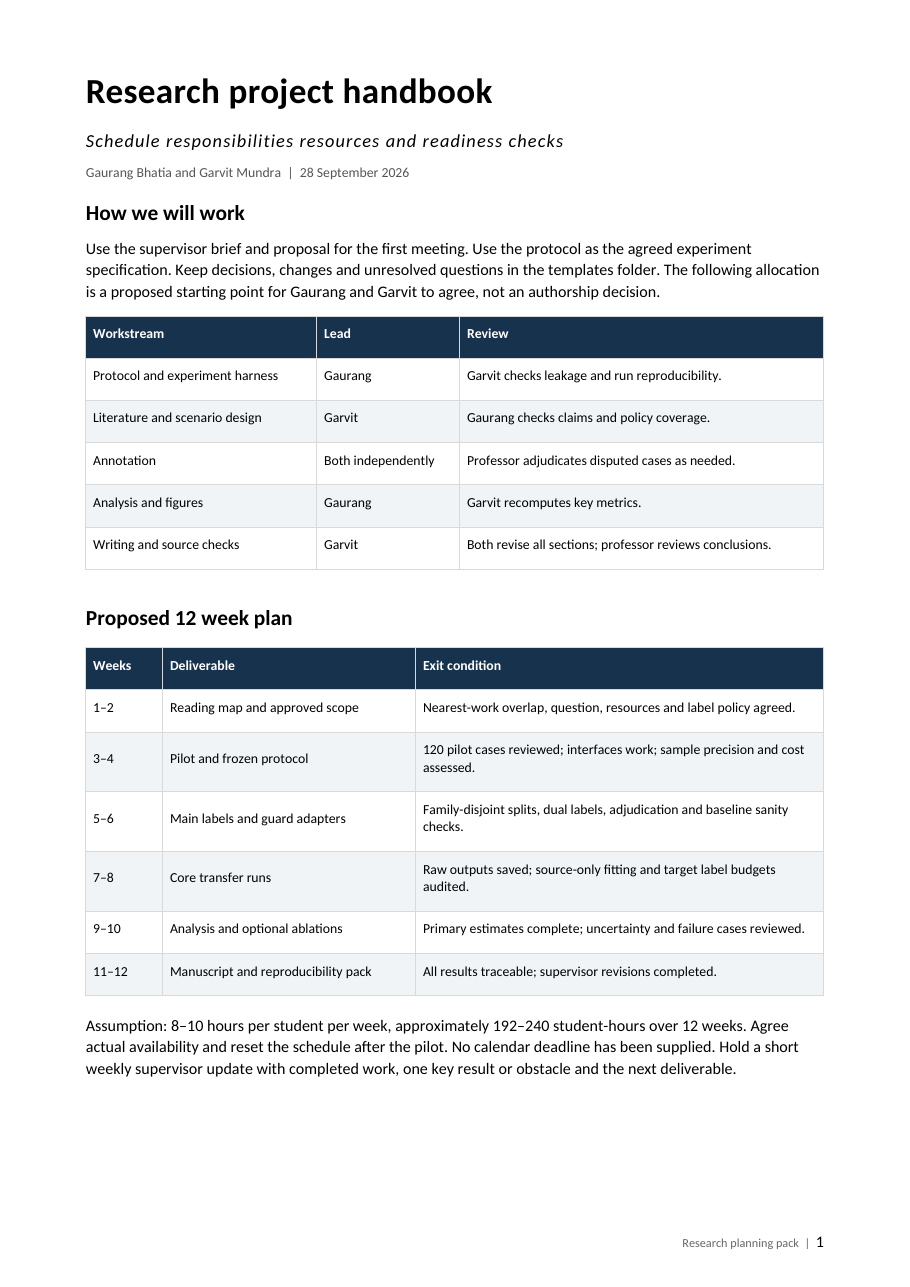 Research project handbook
Schedule responsibilities resources and readiness checks
Gaurang Bhatia and Garvit Mundra | 28 September 2026
How we will work
Use the supervisor brief and proposal for the first meeting. Use the protocol as the agreed experiment
specification. Keep decisions, changes and unresolved questions in the templates folder. The following allocation
is a proposed starting point for Gaurang and Garvit to agree, not an authorship decision.
Workstream Lead Review
Protocol and experiment harness Gaurang Garvit checks leakage and run reproducibility.
Literature and scenario design Garvit Gaurang checks claims and policy coverage.
Annotation Both independently Professor adjudicates disputed cases as needed.
Analysis and figures Gaurang Garvit recomputes key metrics.
Writing and source checks Garvit Both revise all sections; professor reviews conclusions.
Proposed 12 week plan
Weeks Deliverable Exit condition
1–2 Reading map and approved scope Nearest-work overlap, question, resources and label policy agreed.
3–4 Pilot and frozen protocol 120 pilot cases reviewed; interfaces work; sample precision and cost
assessed.
5–6 Main labels and guard adapters Family-disjoint splits, dual labels, adjudication and baseline sanity
checks.
7–8 Core transfer runs Raw outputs saved; source-only fitting and target label budgets
audited.
9–10 Analysis and optional ablations Primary estimates complete; uncertainty and failure cases reviewed.
11–12 Manuscript and reproducibility pack All results traceable; supervisor revisions completed.
Assumption: 8–10 hours per student per week, approximately 192–240 student-hours over 12 weeks. Agree
actual availability and reset the schedule after the pilot. No calendar deadline has been supplied. Hold a short
weekly supervisor update with completed work, one key result or obstacle and the next deliverable.
Research planning pack | 1